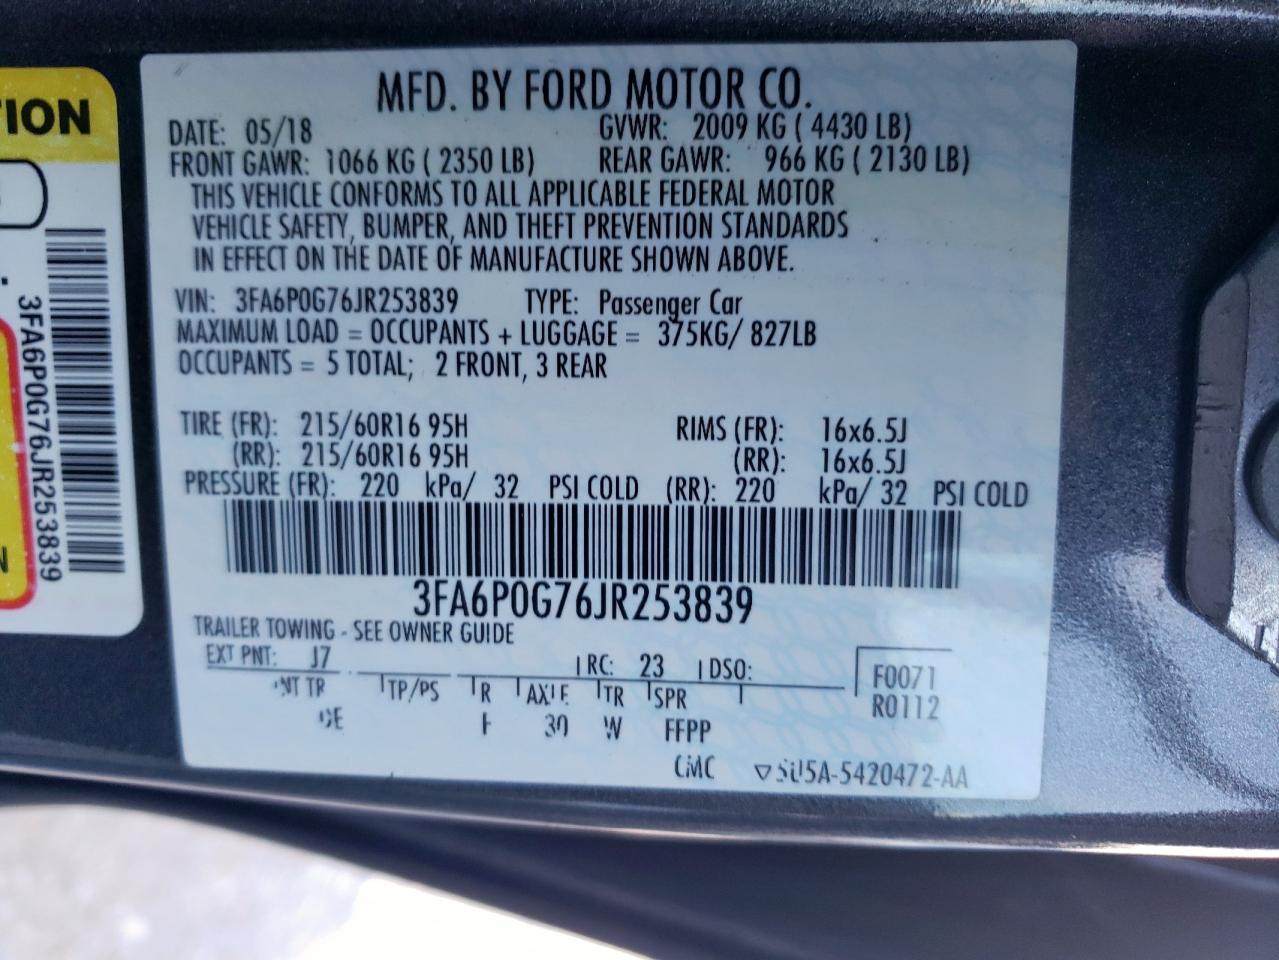 MFD. BY FORD MOTOR CO.
DATE: 05/18 GVWR: 2009 KG ( 4430 LB)
FRONT GAWR: 1066 KG ( 2350 LB) REAR GAWR: 966 KG ( 2130 LB)
THIS VEHICLE CONFORMS TO ALL APPLICABLE FEDERAL MOTOR
VEHICLE SAFETY, BUMPER, AND THEFT PREVENTION STANDARDS
IN EFFECT ON THE DATE OF MANUFACTURE SHOWN ABOVE.
VIN: 3FA6P0G76JR253839 TYPE: Passenger Car
MAXIMUM LOAD = OCCUPANTS + LUGGAGE = 375KG/ 827LB
OCCUPANTS = 5 TOTAL; 2 FRONT, 3 REAR
TIRE (FR): 215/60R16 95H RIMS (FR): 16x6.5J
(RR): 215/60R16 95H (RR): 16x6.5J
PRESSURE (FR): 220 kPa/ 32 PSI COLD (RR): 220 kPa/ 32 PSI COLD
3FA6P0G76JR253839
TRAILER TOWING - SEE OWNER GUIDE
EXT PNT: J7 RC: 23 DSO: F0071
TR TP/PS R AXLE TR SPR R0112
30 W FFPP
CMC
3FA6P0G76JR253839